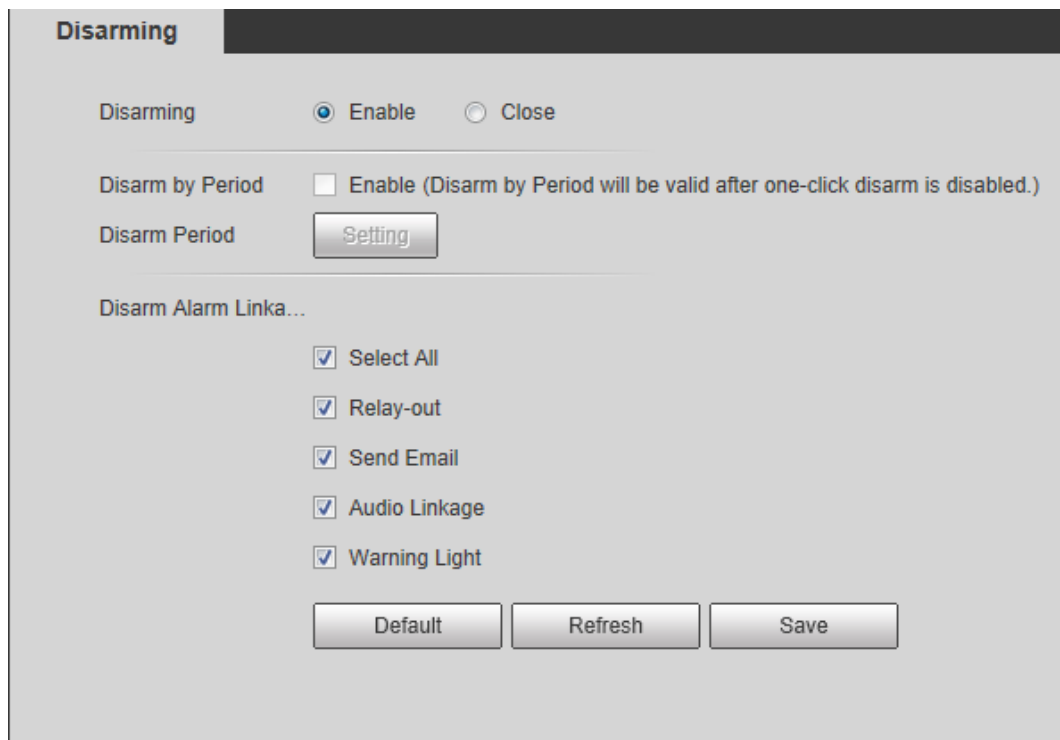 Disarming
Disarming Enable Close
Disarm by Period Enable (Disarm by Period will be valid after one-click disarm is disabled.)
Disarm Period Setting
Disarm Alarm Linka...
Select All
Relay-out
Send Email
Audio Linkage
Warning Light
Default Refresh Save